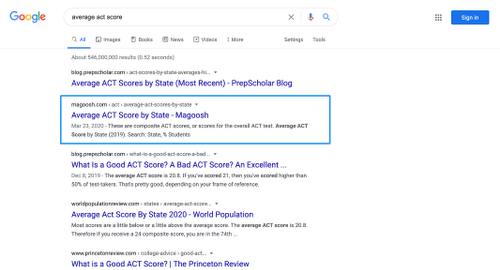 Google
average act score
Sign in
All
Images
Books
News
Videos
More
Settings
Tools
About 546,000,000 results (0.52 seconds)
blog.prepscholar.com › act-scores-by-state-averages-hi...
Average ACT Scores by State (Most Recent) - PrepScholar Blog
magoosh.com › act › average-act-scores-by-state
Average ACT Score by State - Magoosh
Mar 23, 2020 - These are composite ACT scores, or scores for the overall ACT test. Average ACT
Score by State (2019). Search: State, % Students
blog.prepscholar.com › what-is-a-good-act-score-a-bad...
What Is a Good ACT Score? A Bad ACT Score? An Excellent ...
Dec 8, 2019 - The average ACT score is 20.8. If you've scored 21, then you've scored higher than
50% of test-takers. That's pretty good, depending on your frame of reference.
worldpopulationreview.com › states › average-act-score...
Average Act Score By State 2020 - World Population
Most scores are a little below or a little above the average score. The average ACT score is 20.8.
Therefore if you receive a 24 composite score, you are in the 74th ...
www.princetonreview.com › college-advice › good-act...
What is a Good ACT Score? | The Princeton Review